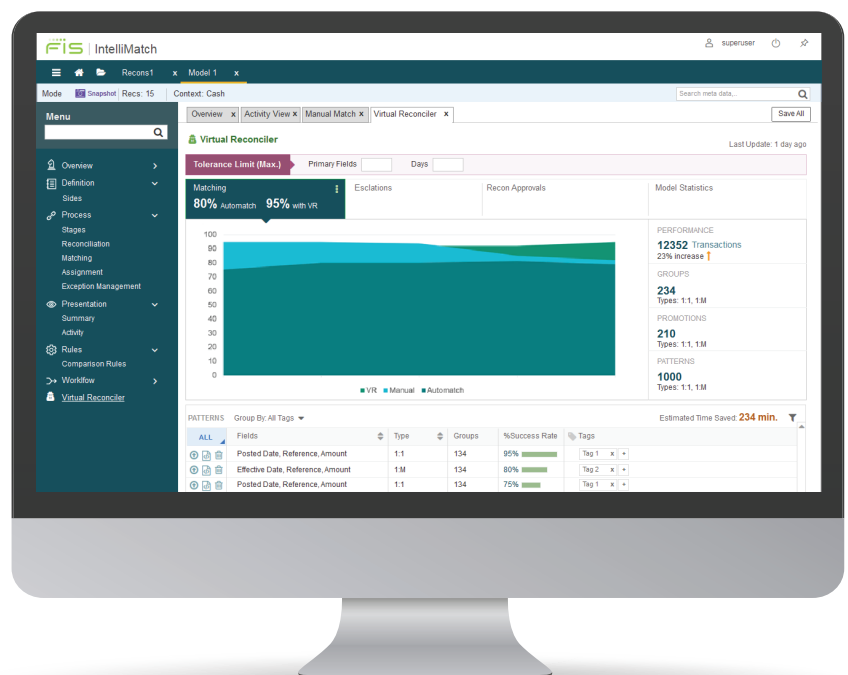 FIS | IntelliMatch
superuser
Recons1 x Model 1 x
Mode Snapshot Recs: 15 Context: Cash
Search meta data,..
Menu
Overview x Activity View x Manual Match x Virtual Reconciler x
Save All
Virtual Reconciler
Last Update: 1 day ago
Tolerance Limit (Max.) Primary Fields Days
Overview
Definition
Sides
Process
Stages
Reconciliation
Matching
Assignment
Exception Management
Presentation
Summary
Activity
Rules
Comparison Rules
Worklfow
Virtual Reconciler
Matching
80% Automatch 95% with VR
Esclations
Recon Approvals
Model Statistics
100
90
80
70
60
50
40
30
20
10
0
VR Manual Automatch
PERFORMANCE
12352 Transactions
23% increase
GROUPS
234
Types: 1:1, 1:M
PROMOTIONS
210
Types: 1:1, 1:M
PATTERNS
1000
Types: 1:1, 1:M
PATTERNS Group By: All Tags
Estimated Time Saved: 234 min.
ALL Fields Type Groups %Success Rate Tags
Posted Date, Reference, Amount 1:1 134 95% Tag 1 x +
Effective Date, Reference, Amount 1:M 134 80% Tag 2 x +
Posted Date, Reference, Amount 1:1 134 75% Tag 1 x +